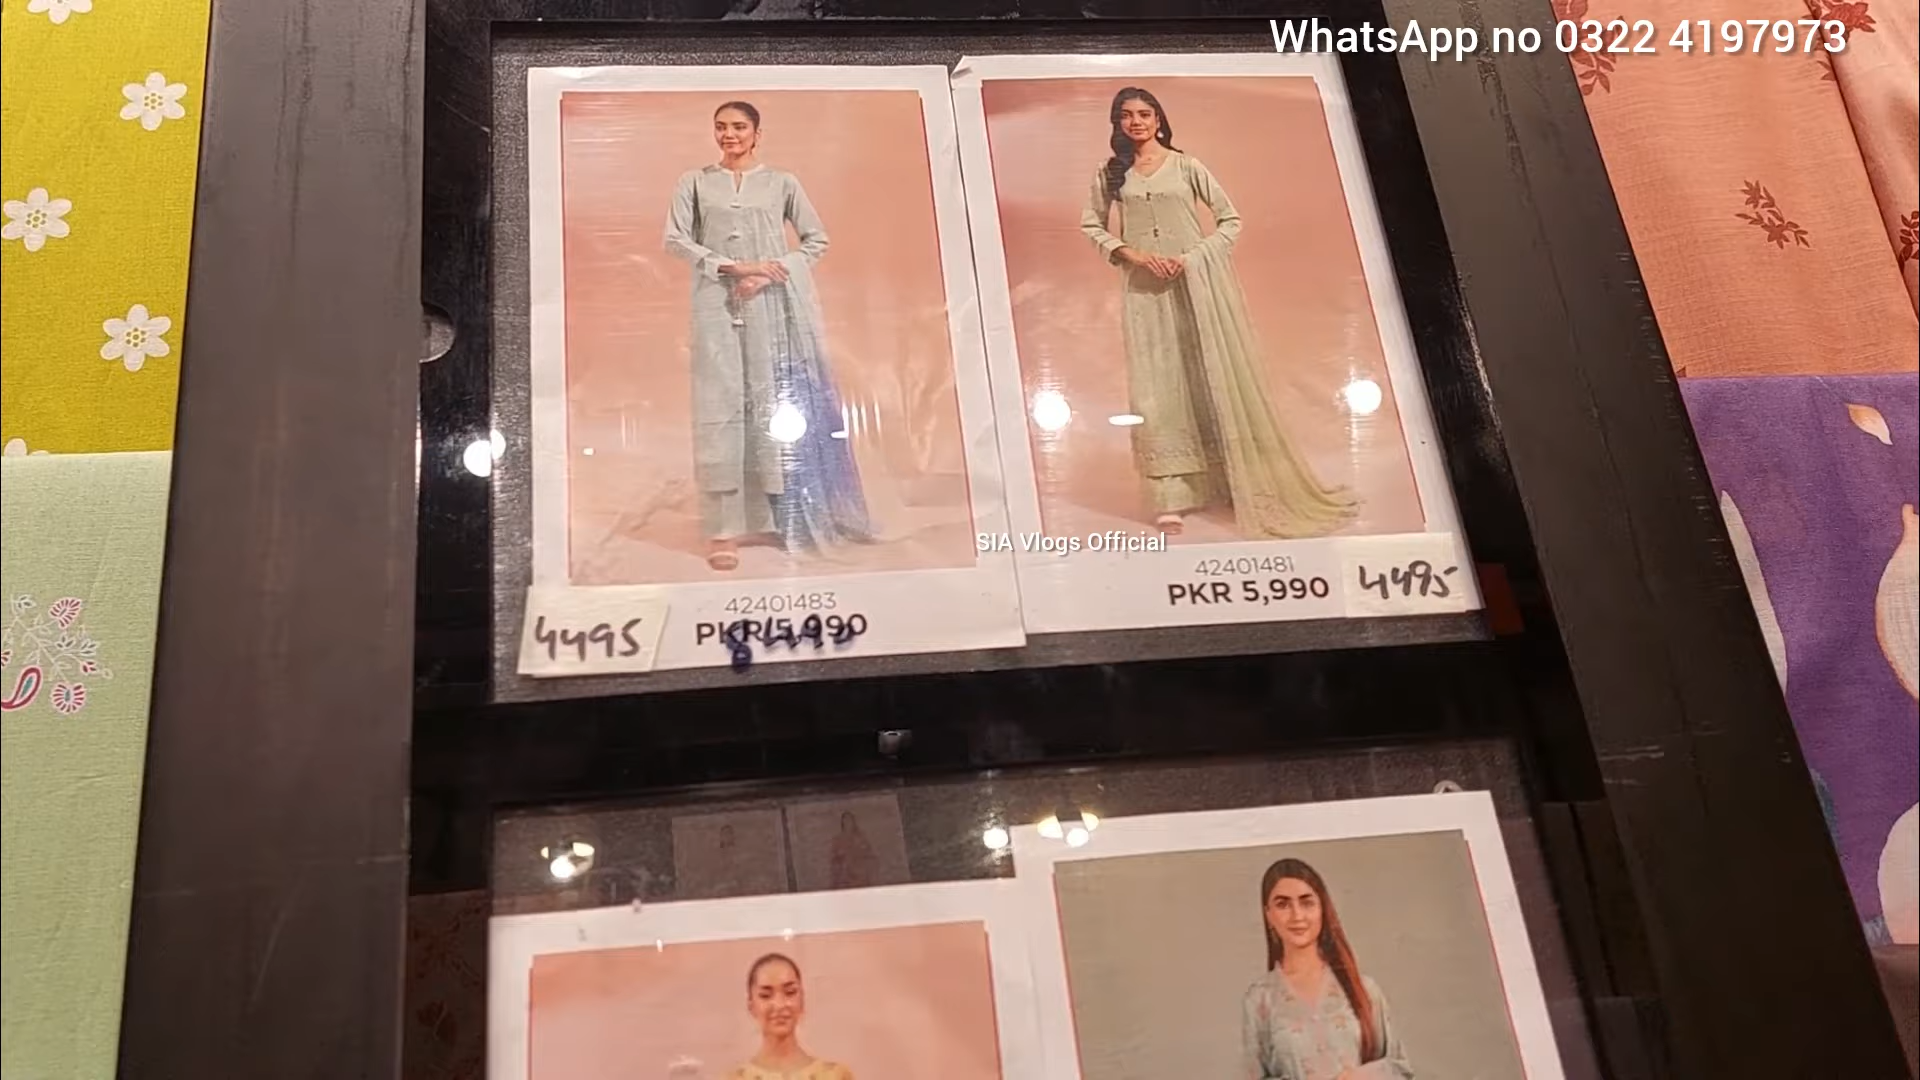 WhatsApp no 0322 4197973
SIA Vlogs Official
42401483
PKR 5,990
4495
42401481
PKR 5,990
4495